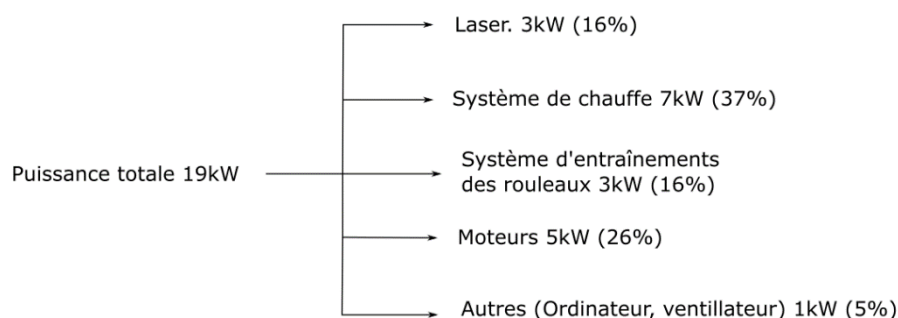 Laser. 3kW (16%)
Système de chauffe 7kW (37%)
Puissance totale 19kW
Système d'entraînements
des rouleaux 3kW (16%)
Moteurs 5kW (26%)
Autres (Ordinateur, ventillateur) 1kW (5%)